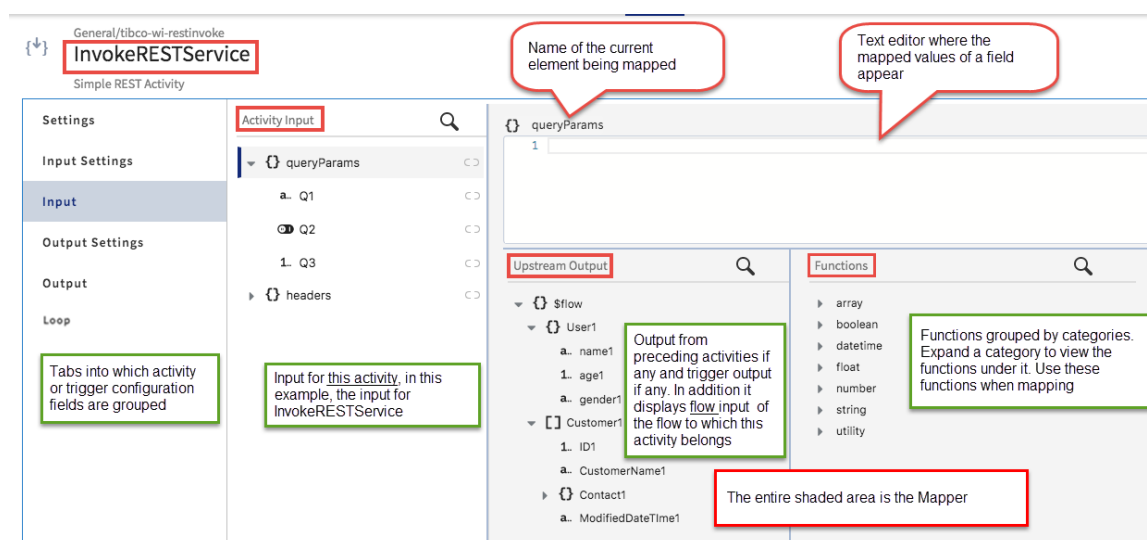 General/tibco-wi-restinvoke
InvokeRESTService
Simple REST Activity
Name of the current
element being mapped
Text editor where the
mapped values of a field
appear
Settings
Input Settings
Input
Output Settings
Output
Loop
Tabs into which activity
or trigger configuration
fields are grouped
Activity Input
{} queryParams
a.. Q1
Q2
1.. Q3
{} headers
Input for this activity, in this
example, the input for
InvokeRESTService
{} queryParams
1
Upstream Output
{} $flow
{} User1
a.. name1
1.. age1
a.. gender1
[] Customer1
1.. ID1
a.. CustomerName1
{} Contact1
a.. ModifiedDateTIme1
Output from
preceding activities if
any and trigger output
if any. In addition it
displays flow input of
the flow to which this
activity belongs
Functions
array
boolean
datetime
float
number
string
utility
Functions grouped by categories.
Expand a category to view the
functions under it. Use these
functions when mapping
The entire shaded area is the Mapper